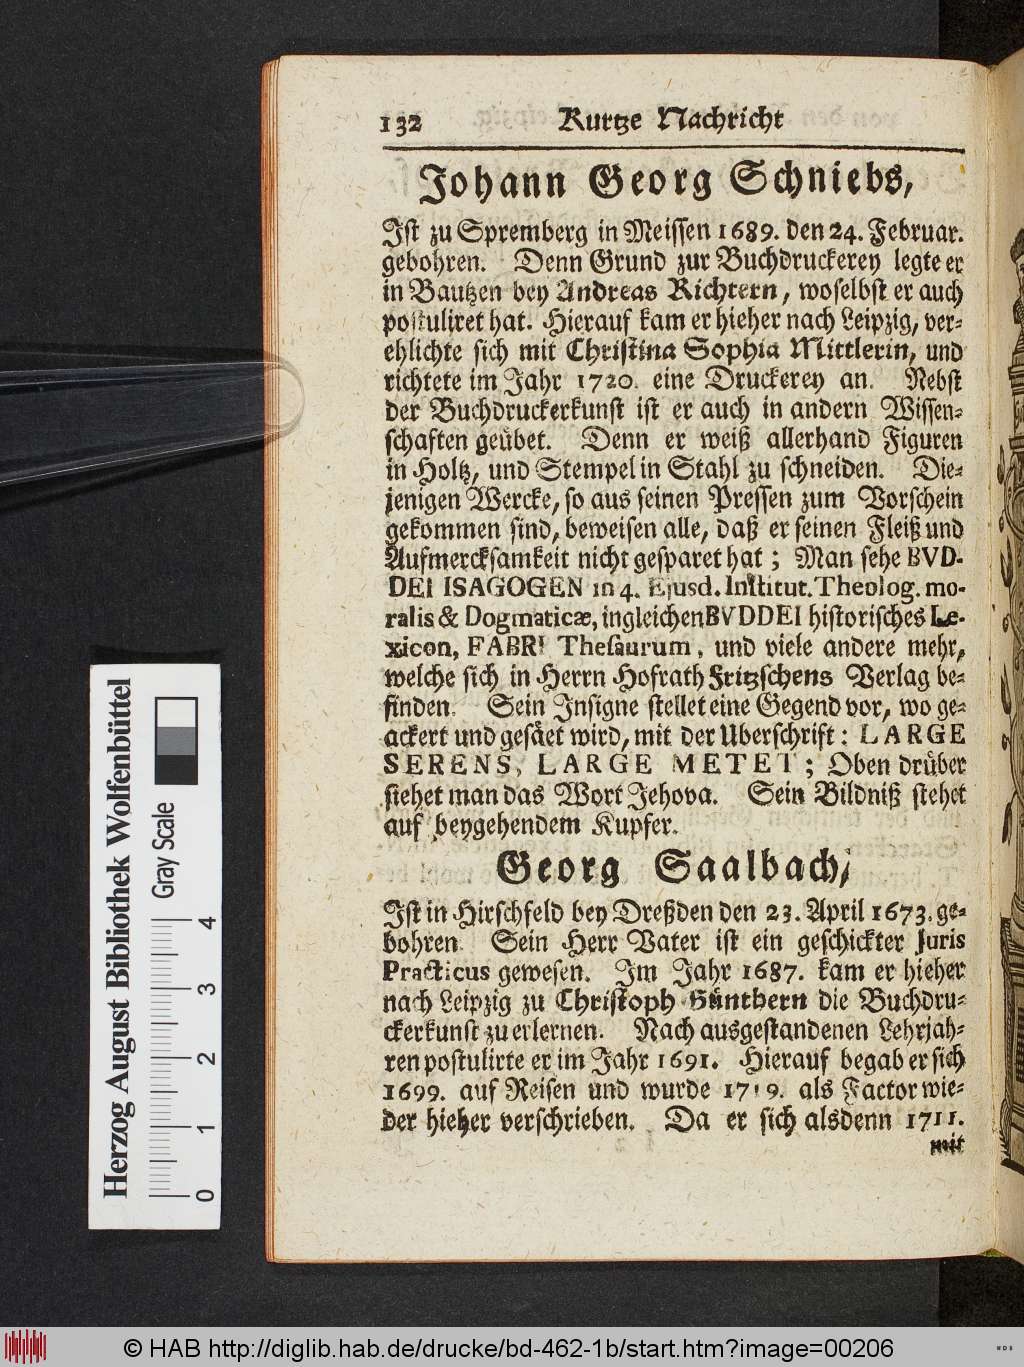 132 Kurtze Nachricht
Johann Georg Schniebs,
Ist zu Spremberg in Meissen 1689. den 24. Februar.
gebohren. Denn Grund zur Buchdruckerey legte er
in Bautzen bey Andreas Richtern, woselbst er auch
postuliret hat. Hierauf kam er hieher nach Leipzig, ver-
ehlichte sich mit Christina Sophia Mittlerin, und
richtete im Jahr 1720. eine Druckerey an. Nebst
der Buchdruckerkunst ist er auch in andern Wissen-
schaften geübet. Denn er weiß allerhand Figuren
in Holtz, und Stempel in Stahl zu schneiden. Die-
jenigen Wercke, so aus seinen Pressen zum Vorschein
gekommen sind, beweisen alle, daß er seinen Fleiß und
Aufmercksamkeit nicht gesparet hat ; Man sehe BVD-
DEI ISAGOGEN in 4. Ejusd. Institut. Theolog. mo-
ralis & Dogmaticæ, ingleichen BVDDEI historisches Le-
xicon, FABRI Thesaurum, und viele andere mehr,
welche sich in Herrn Hofrath Fritzschens Verlag be-
finden. Sein Insigne stellet eine Gegend vor, wo ge-
ackert und gesäet wird, mit der Uberschrift: LARGE
SERENS, LARGE METET ; Oben drüber
siehet man das Wort Jehova. Sein Bildniß stehet
auf beygehendem Kupfer.
Georg Saalbach,
Ist in Hirschfeld bey Dreßden den 23. April 1673. ge-
bohren. Sein Herr Vater ist ein geschickter Juris
Practicus gewesen. Im Jahr 1687. kam er hieher
nach Leipzig zu Christoph Günthern die Buchdru-
ckerkunst zu erlernen. Nach ausgestandenen Lehrjah-
ren postulirte er im Jahr 1691. Hierauf begab er sich
1699. auf Reisen und wurde 1719. als Factor wie-
der hieher verschrieben. Da er sich alsdenn 1711.
mit
Herzog August Bibliothek Wolfenbüttel
Gray Scale
0 1 2 3 4
© HAB http://diglib.hab.de/drucke/bd-462-1b/start.htm?image=00206